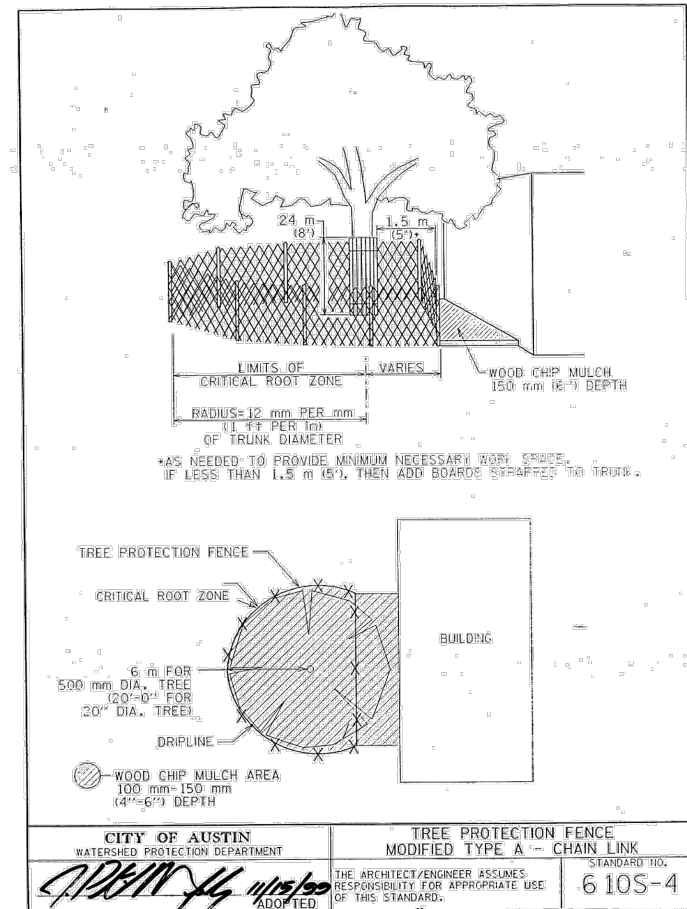 2.4 m
(8')
1.5 m
(5')*
LIMITS OF
CRITICAL ROOT ZONE
VARIES
WOOD CHIP MULCH
150 mm (6") DEPTH
RADIUS=12 mm PER mm
(1 ft PER in)
OF TRUNK DIAMETER
*AS NEEDED TO PROVIDE MINIMUM NECESSARY WORK SPACE.
IF LESS THAN 1.5 m (5'), THEN ADD BOARDS STRAPPED TO TRUNK.
TREE PROTECTION FENCE
CRITICAL ROOT ZONE
BUILDING
6 m FOR
500 mm DIA. TREE
(20'-0" FOR
20" DIA. TREE)
DRIPLINE
WOOD CHIP MULCH AREA
100 mm-150 mm
(4"-6") DEPTH
CITY OF AUSTIN
WATERSHED PROTECTION DEPARTMENT
TREE PROTECTION FENCE
MODIFIED TYPE A - CHAIN LINK
11/15/99
ADOPTED
THE ARCHITECT/ENGINEER ASSUMES
RESPONSIBILITY FOR APPROPRIATE USE
OF THIS STANDARD.
STANDARD NO.
610S-4